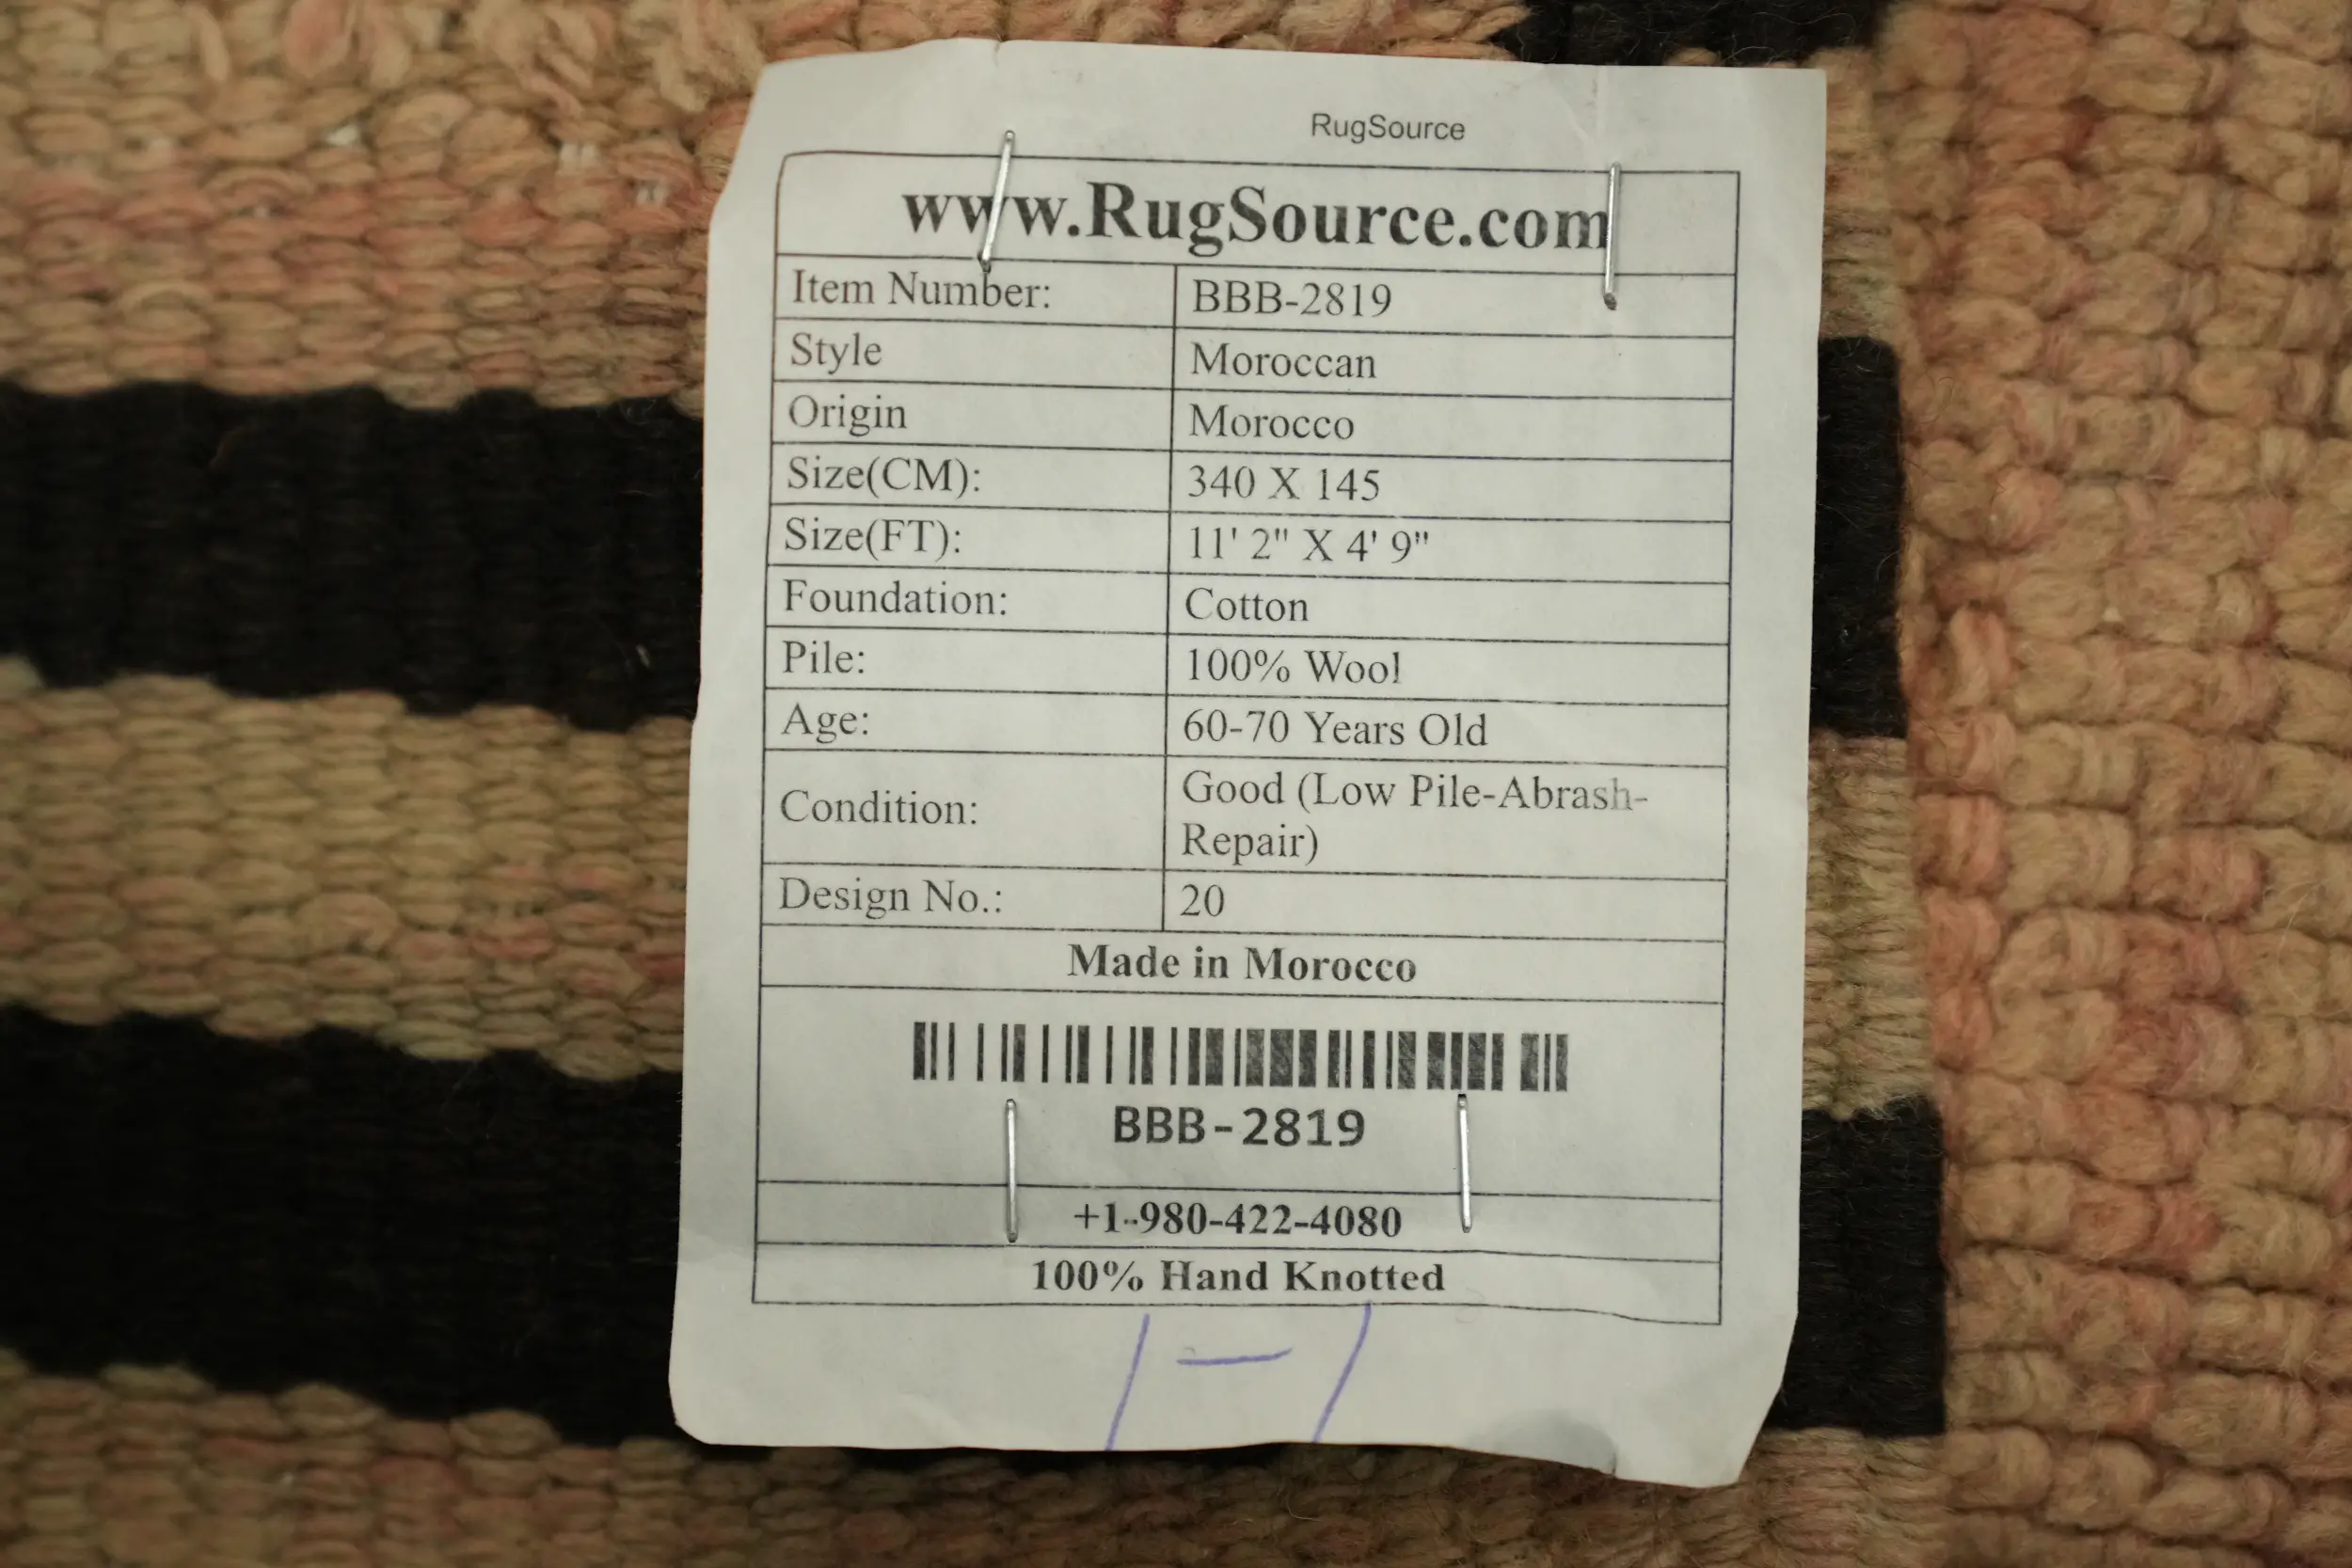 RugSource
www.RugSource.com
Item Number: BBB-2819
Style Moroccan
Origin Morocco
Size(CM): 340 X 145
Size(FT): 11' 2" X 4' 9"
Foundation: Cotton
Pile: 100% Wool
Age: 60-70 Years Old
Condition: Good (Low Pile-Abrash-
Repair)
Design No.: 20
Made in Morocco
BBB-2819
+1-980-422-4080
100% Hand Knotted
1-1